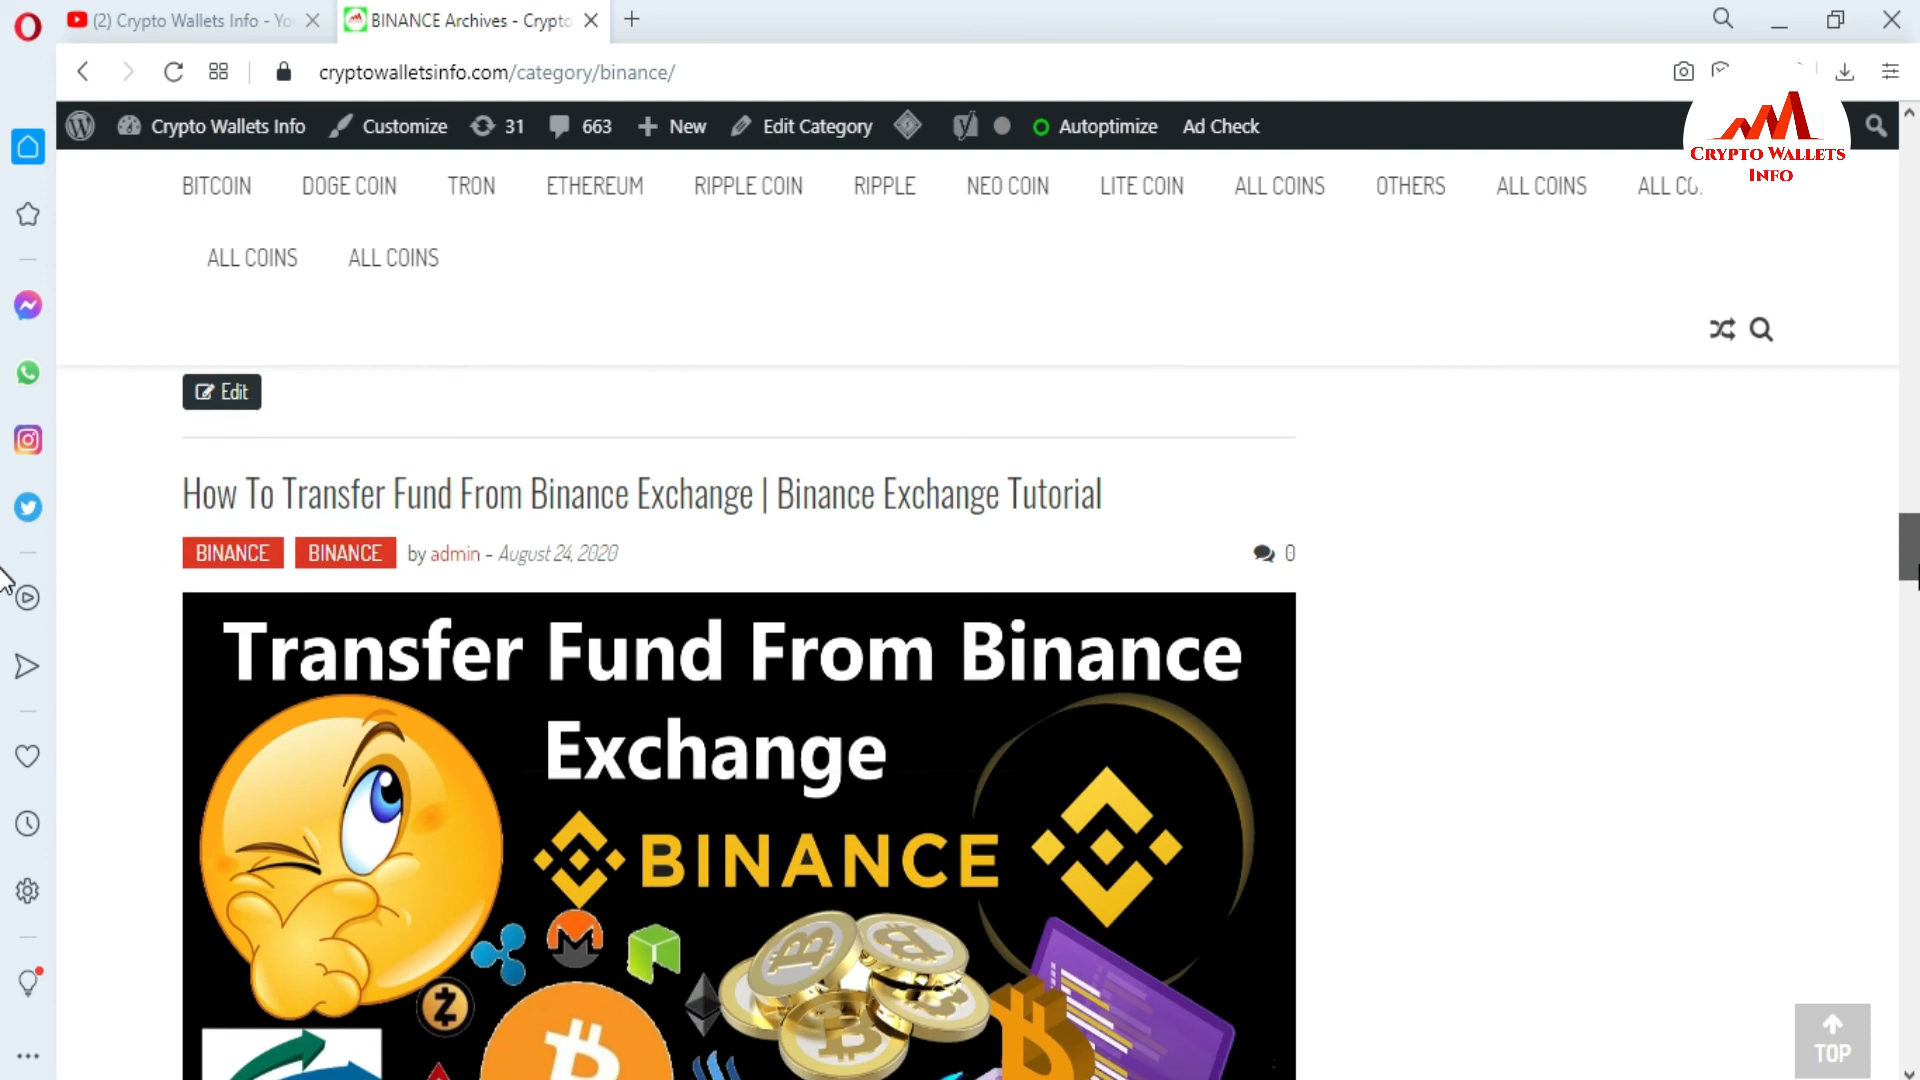 (2) Crypto Wallets Info - Yo
BINANCE Archives - Crypto
cryptowalletsinfo.com/category/binance/
Crypto Wallets Info Customize 31 663 New Edit Category Autoptimize Ad Check
CRYPTO WALLETS
INFO
BITCOIN DOGE COIN TRON ETHEREUM RIPPLE COIN RIPPLE NEO COIN LITE COIN ALL COINS OTHERS ALL COINS ALL CO
ALL COINS ALL COINS
Edit
How To Transfer Fund From Binance Exchange | Binance Exchange Tutorial
BINANCE BINANCE by admin - August 24, 2020 0
Transfer Fund From Binance
Exchange
BINANCE
TOP